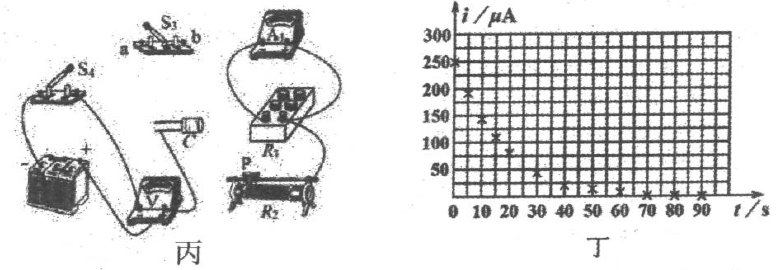 S₃
a b
A₁
S₄
C
R₁
+
-
P
V
R₂
丙
i / μA
300
250
200
150
100
50
0 10 20 30 40 50 60 70 80 90 t / s
丁